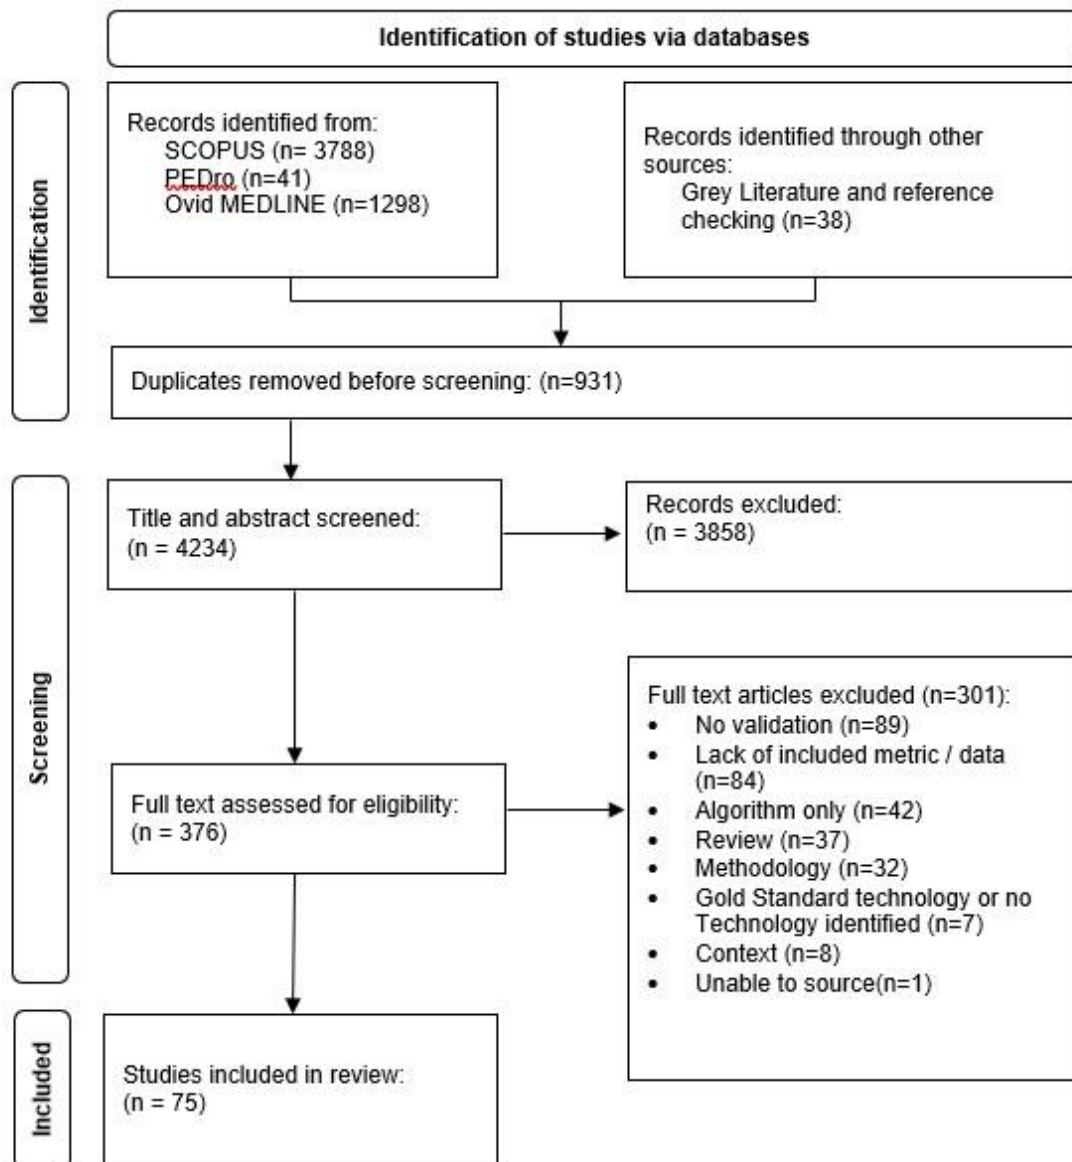 Identification of studies via databases
Identification
Records identified from:
SCOPUS (n= 3788)
PEDro (n=41)
Ovid MEDLINE (n=1298)
Records identified through other
sources:
Grey Literature and reference
checking (n=38)
Duplicates removed before screening: (n=931)
Screening
Title and abstract screened:
(n = 4234)
Records excluded:
(n = 3858)
Full text assessed for eligibility:
(n = 376)
Full text articles excluded (n=301):
• No validation (n=89)
• Lack of included metric / data
(n=84)
• Algorithm only (n=42)
• Review (n=37)
• Methodology (n=32)
• Gold Standard technology or no
Technology identified (n=7)
• Context (n=8)
• Unable to source(n=1)
Included
Studies included in review:
(n = 75)